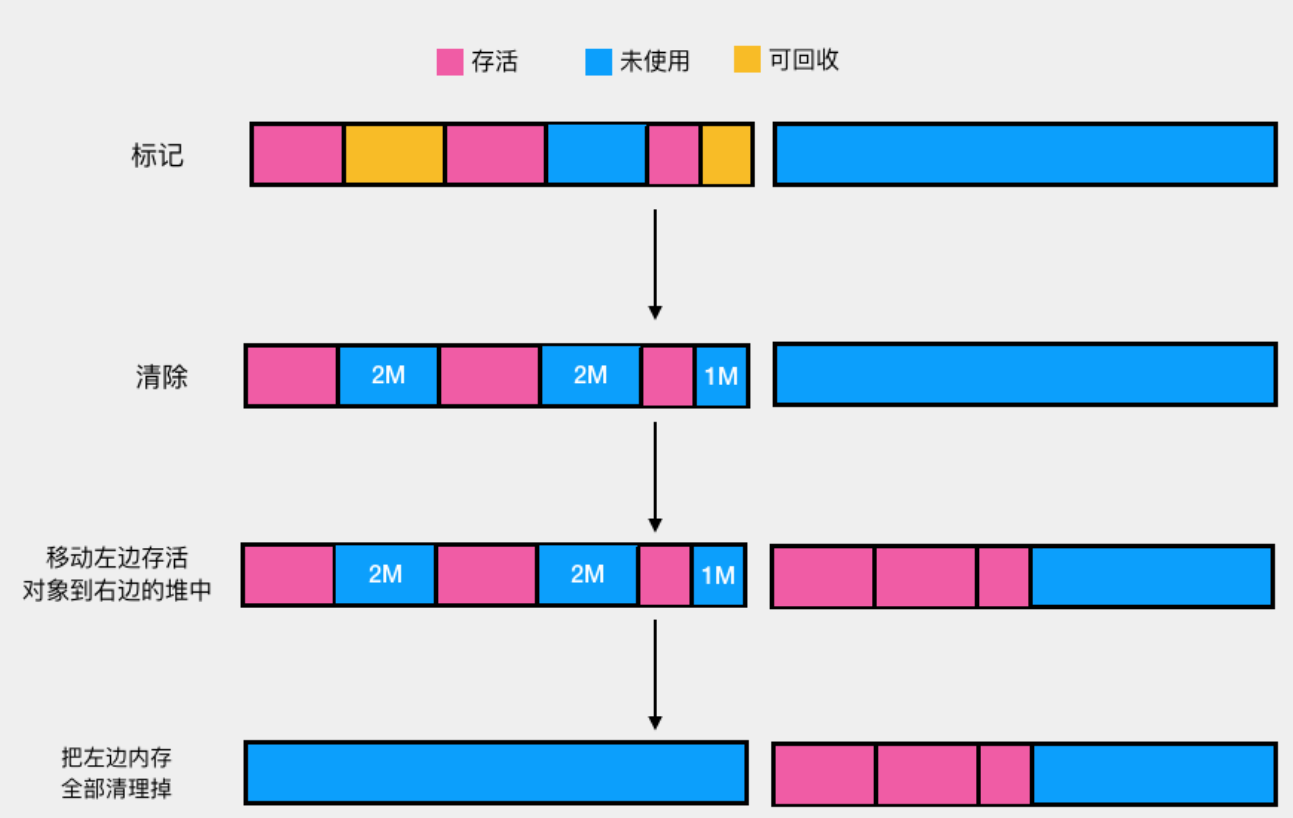 存活 未使用 可回收
标记
清除 2M 2M 1M
移动左边存活
对象到右边的堆中
2M 2M 1M
把左边内存
全部清理掉